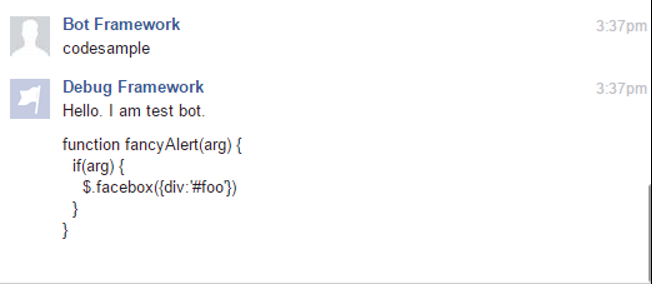 Bot Framework 3:37pm
codesample
Debug Framework 3:37pm
Hello. I am test bot.
function fancyAlert(arg) {
  if(arg) {
    $.facebox({div:'#foo'})
  }
}